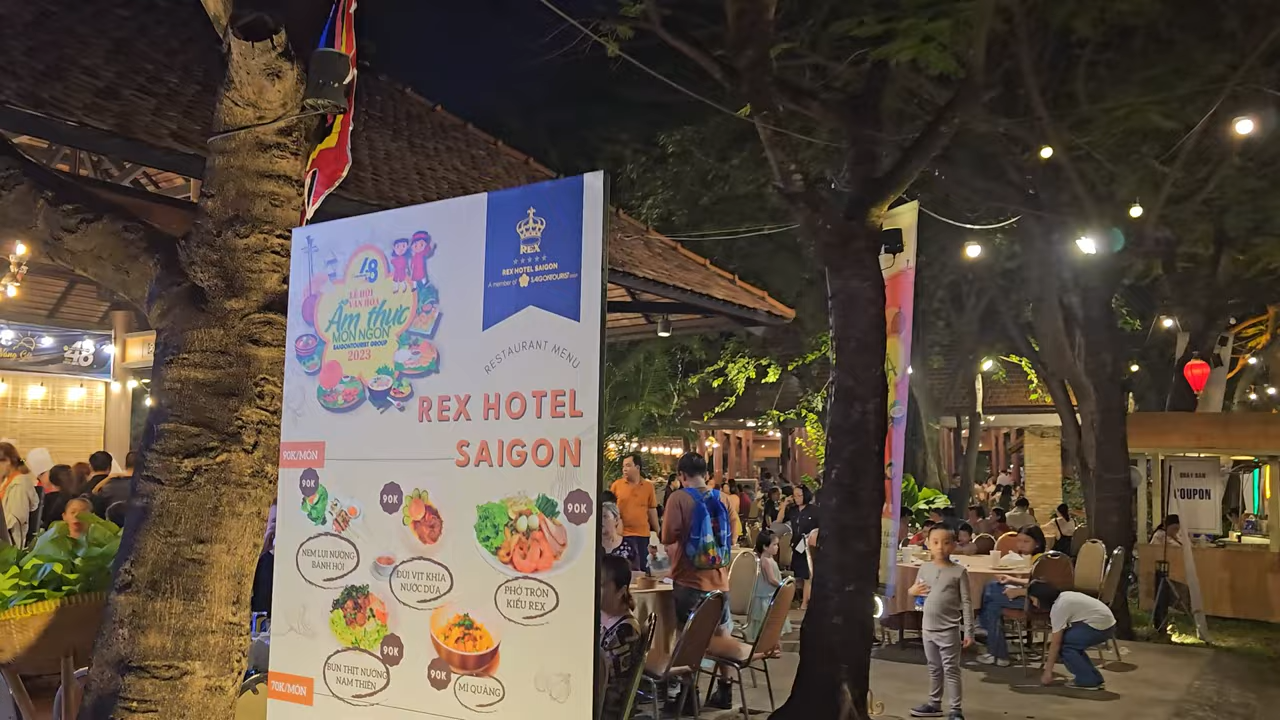 48
LỄ HỘI
VĂN HÓA
Ẩm thực
MÓN NGON
SAIGONTOURIST GROUP
2023
REX
REX HOTEL SAIGON
A member of SAIGONTOURIST
RESTAURANT MENU
REX HOTEL
SAIGON
90K/MÓN
90K
90K
90K
NEM LỤI NƯỚNG
BÁNH HỎI
ĐÙI VỊT KHÌA
NƯỚC DỪA
PHỞ TRỘN
KIỂU REX
90K
90K
BÚN THỊT NƯỚNG
NAM THIÊN
MÌ QUẢNG
70K/MÓN
48
QUẦY BÁN
COUPON